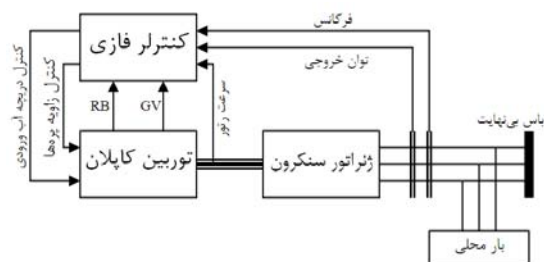 کنترلر فازی
فرکانس
توان خروجی
سرعت رتور
کنترل دریچه آب ورودی
کنترل زاویه پره‌ها
RB
GV
توربین کاپلان
ژنراتور سنکرون
باس بی‌نهایت
بار محلی